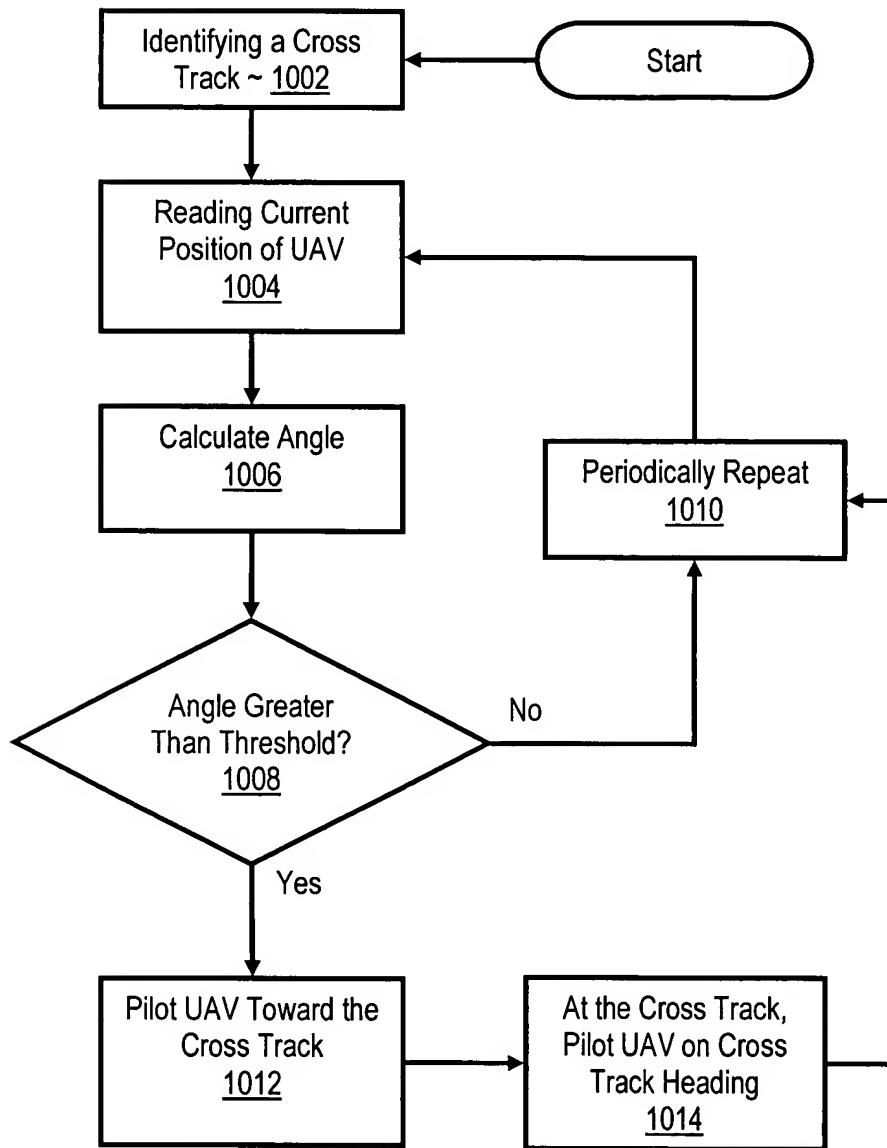 Start
Identifying a Cross
Track ~ 1002
Reading Current
Position of UAV
1004
Calculate Angle
1006
Periodically Repeat
1010
Angle Greater
Than Threshold?
1008
No
Yes
Pilot UAV Toward the
Cross Track
1012
At the Cross Track,
Pilot UAV on Cross
Track Heading
1014